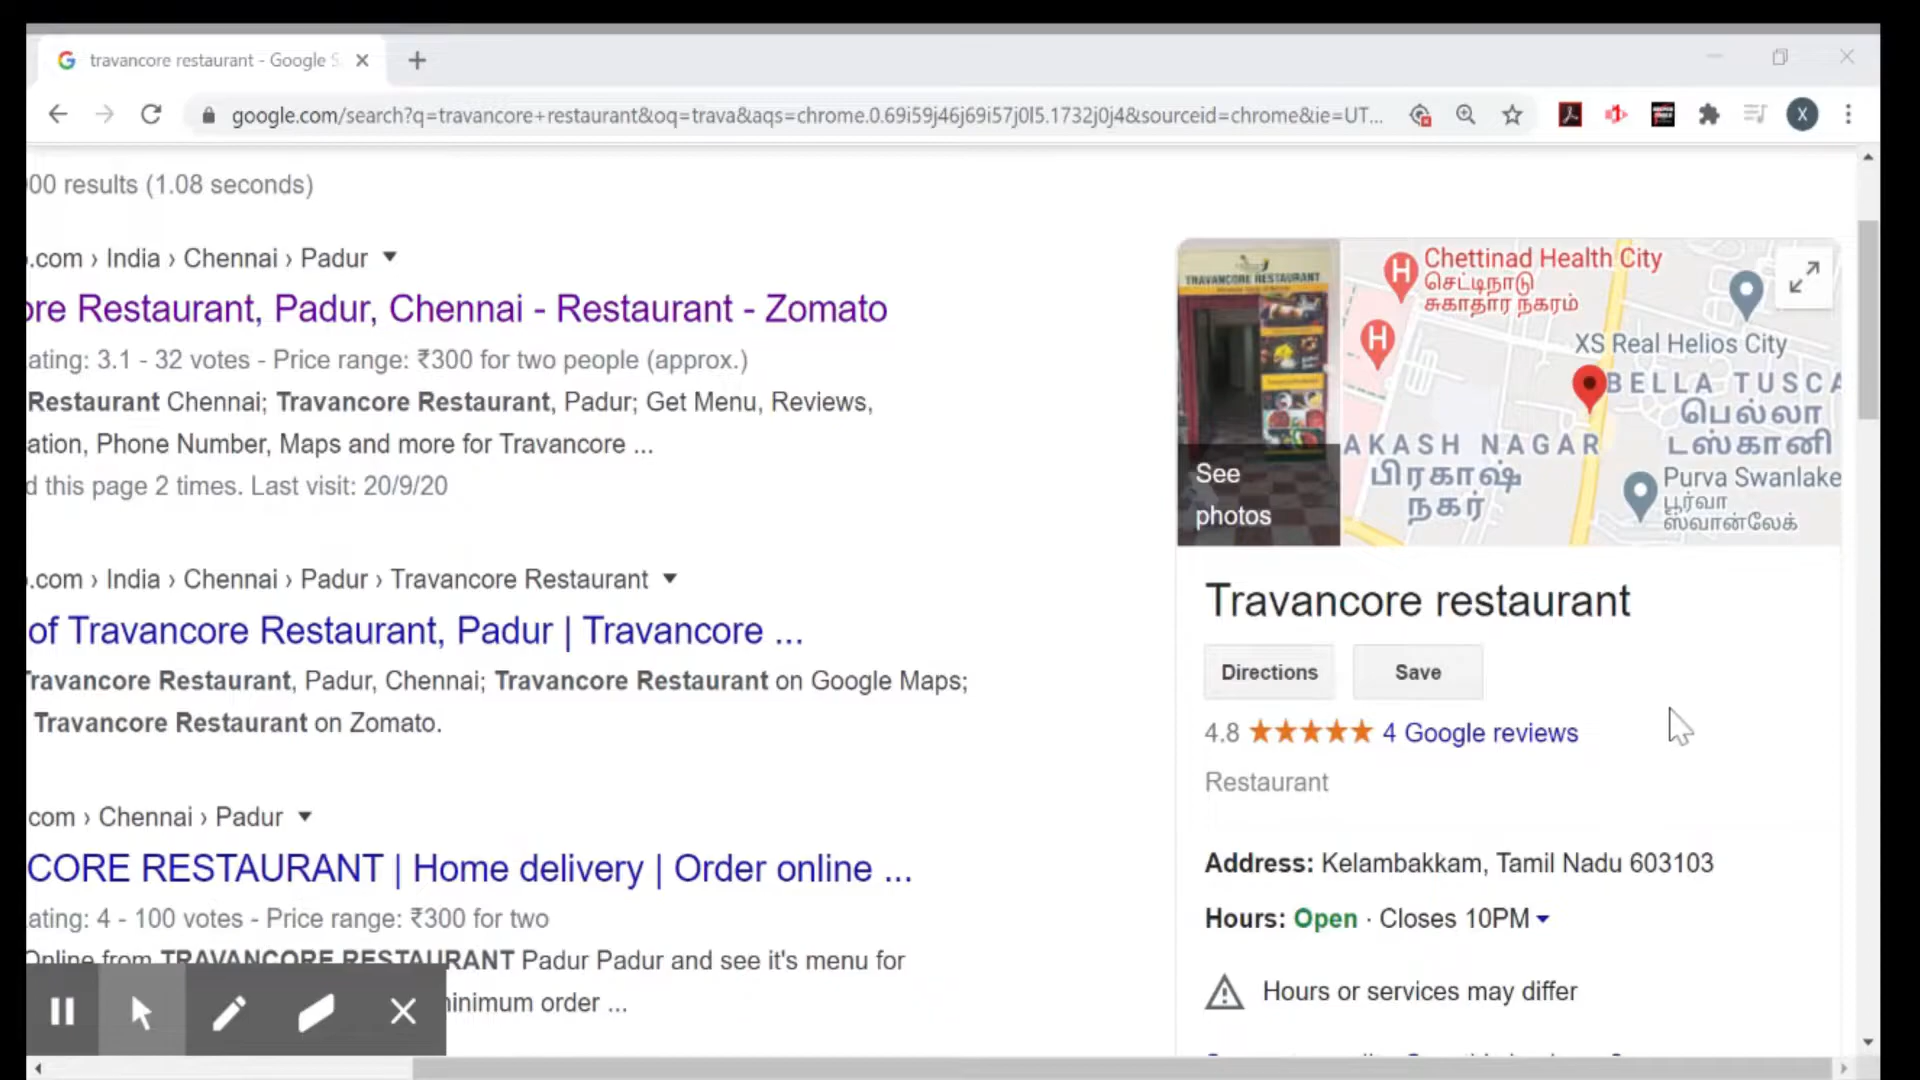 travancore restaurant - Google S
google.com/search?q=travancore+restaurant&oq=trava&aqs=chrome.0.69i59j46j69i57j0l5.1732j0j4&sourceid=chrome&ie=UT...
X
00 results (1.08 seconds)
.com › India › Chennai › Padur
ore Restaurant, Padur, Chennai - Restaurant - Zomato
ating: 3.1 - 32 votes - Price range: ₹300 for two people (approx.)
Restaurant Chennai; Travancore Restaurant, Padur; Get Menu, Reviews,
ation, Phone Number, Maps and more for Travancore ...
d this page 2 times. Last visit: 20/9/20
.com › India › Chennai › Padur › Travancore Restaurant
of Travancore Restaurant, Padur | Travancore ...
Travancore Restaurant, Padur, Chennai; Travancore Restaurant on Google Maps;
Travancore Restaurant on Zomato.
com › Chennai › Padur
CORE RESTAURANT | Home delivery | Order online ...
ating: 4 - 100 votes - Price range: ₹300 for two
Online from TRAVANCORE RESTAURANT Padur Padur and see it's menu for
inimum order ...
TRAVANCORE RESTAURANT
See
photos
Chettinad Health City
செட்டிநாடு
சுகாதார நகரம்
H
H
XS Real Helios City
BELLA TUSCA
பெல்லா
டஸ்கானி
AKASH NAGAR
பிரகாஷ்
நகர்
Purva Swanlake
பூர்வா
ஸ்வான்லேக்
Travancore restaurant
Directions
Save
4.8 ★★★★★ 4 Google reviews
Restaurant
Address: Kelambakkam, Tamil Nadu 603103
Hours: Open · Closes 10PM
Hours or services may differ